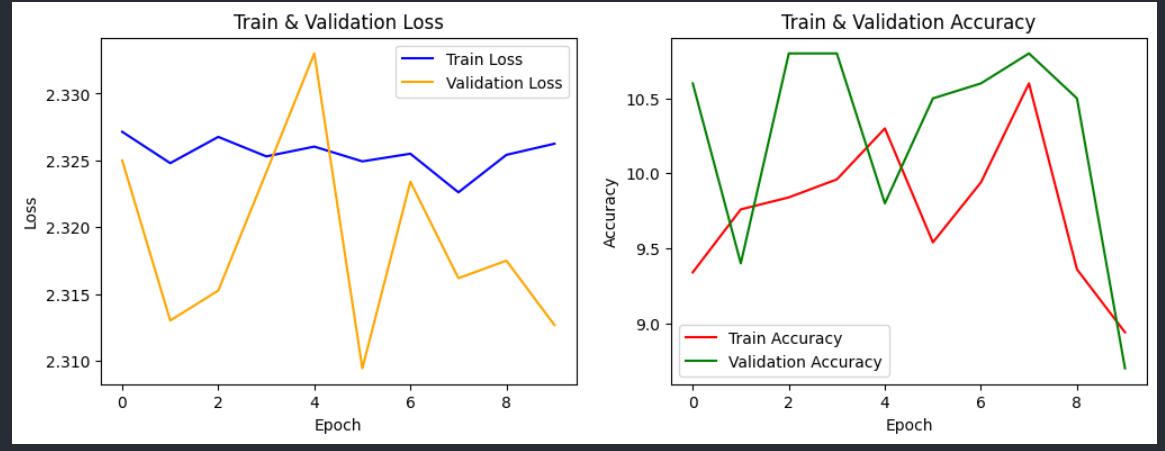 Train & Validation Loss
Train Loss
Validation Loss
2.330
2.325
2.320
2.315
2.310
Loss
0 2 4 6 8
Epoch
Train & Validation Accuracy
10.5
10.0
9.5
9.0
Accuracy
Train Accuracy
Validation Accuracy
0 2 4 6 8
Epoch